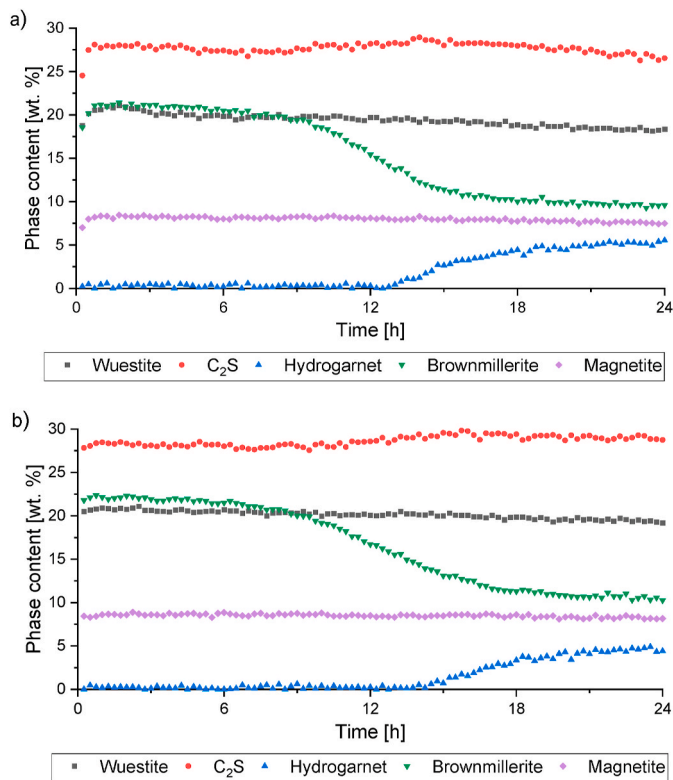 a)
30
25
20
15
10
5
0
Phase content [wt. %]
0 6 12 18 24
Time [h]
Wuestite C₂S Hydrogarnet Brownmillerite Magnetite
b)
30
25
20
15
10
5
0
Phase content [wt. %]
0 6 12 18 24
Time [h]
Wuestite C₂S Hydrogarnet Brownmillerite Magnetite